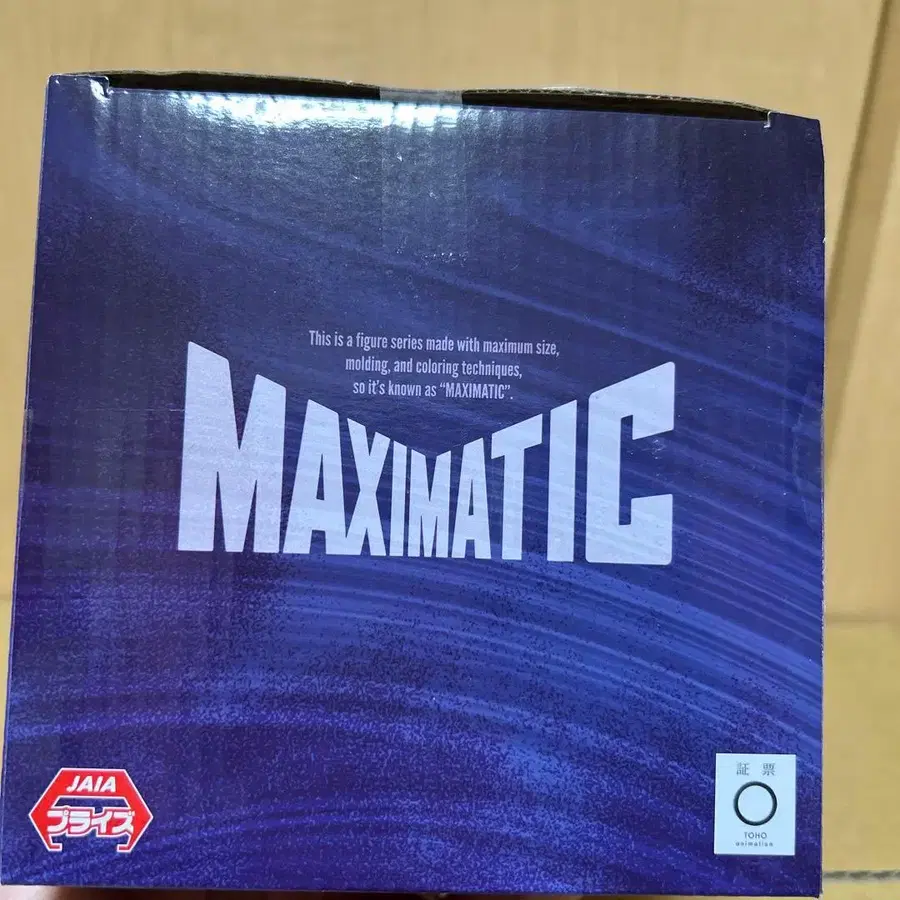 This is a figure series made with maximum size,
molding, and coloring techniques,
so it's known as "MAXIMATIC".
MAXIMATIC
JAIA
プライズ
証 票
TOHO
animation